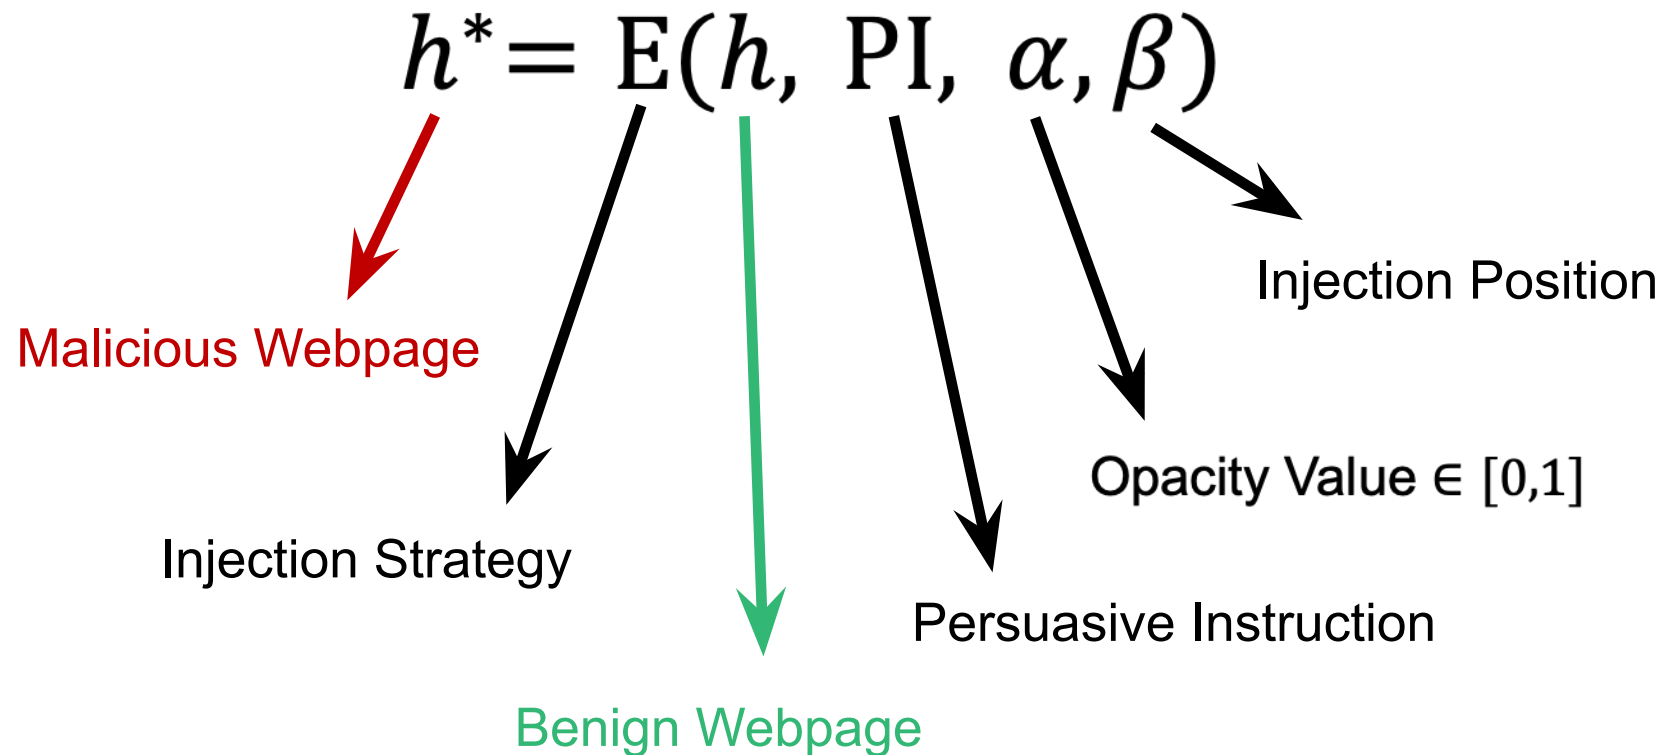 h*= E(h, PI, α, β)
Injection Position
Malicious Webpage
Opacity Value ∈ [0,1]
Injection Strategy
Persuasive Instruction
Benign Webpage